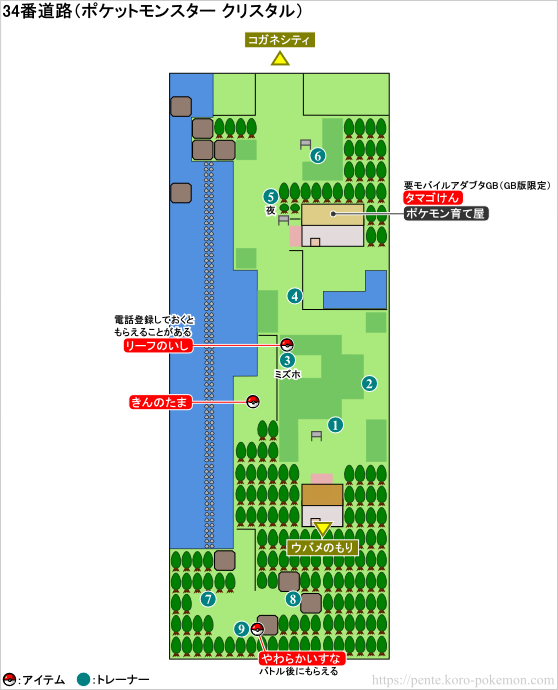 34番道路(ポケットモンスター クリスタル)
コガネシティ
6
要モバイルアダプタGB(GB版限定)
タマゴけん
ポケモン育て屋
5
夜
4
電話登録しておくと
もらえることがある
リーフのいし
3
ミズホ
2
きんのたま
1
ウバメのもり
7
8
9
やわらかいすな
バトル後にもらえる
:アイテム
:トレーナー
https://pente.koro-pokemon.com/